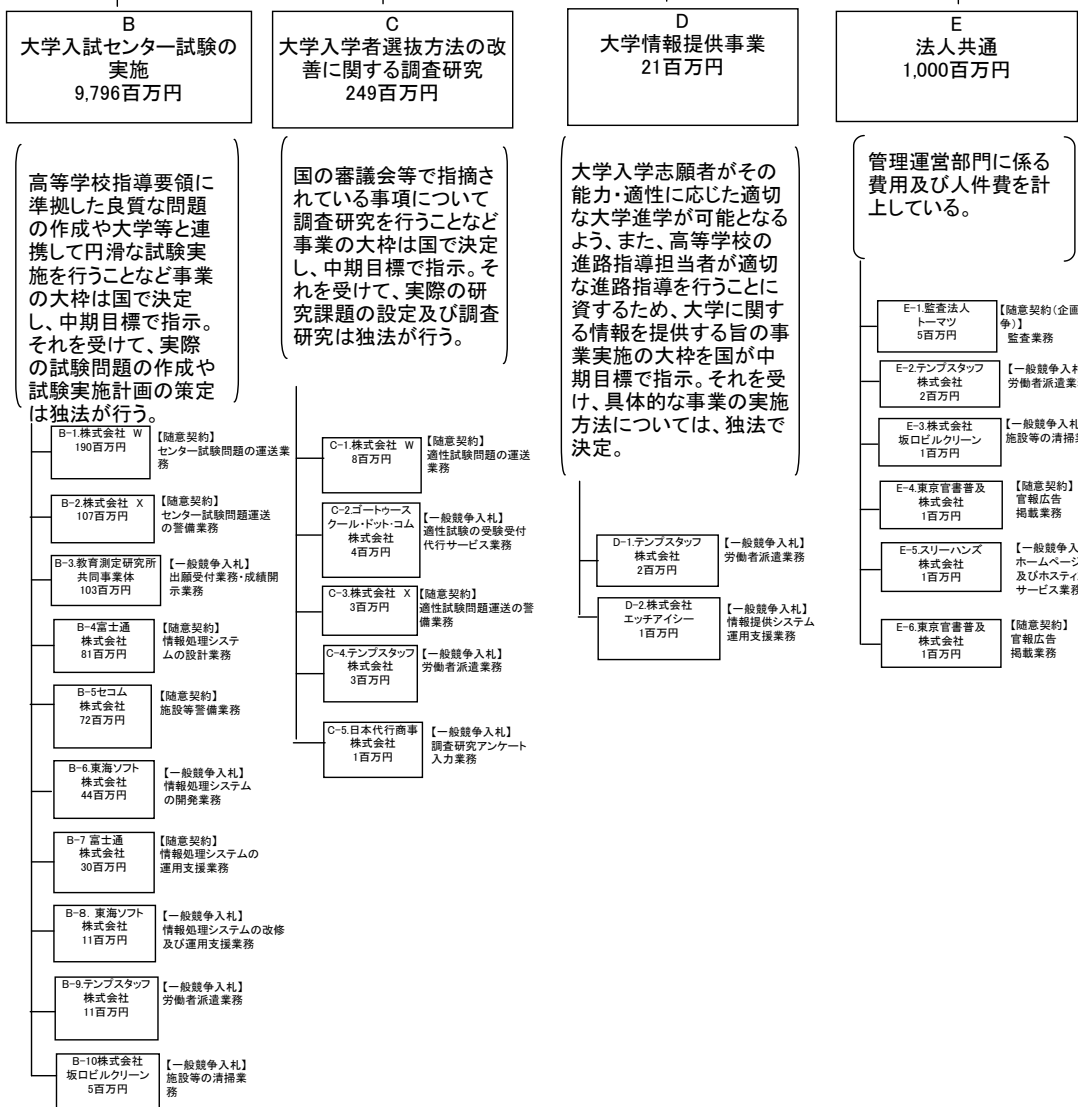 B
大学入試センター試験の
実施
9,796百万円
高等学校指導要領に
準拠した良質な問題
の作成や大学等と連
携して円滑な試験実
施を行うことなど事業
の大枠は国で決定
し、中期目標で指示。
それを受けて、実際
の試験問題の作成や
試験実施計画の策定
は独法が行う。
B-1.株式会社 W
190百万円
【随意契約】
センター試験問題の運送業
務
B-2.株式会社 X
107百万円
【随意契約】
センター試験問題運送
の警備業務
B-3.教育測定研究所
共同事業体
103百万円
【一般競争入札】
出願受付業務・成績開
示業務
B-4富士通
株式会社
81百万円
【随意契約】
情報処理システ
ムの設計業務
B-5セコム
株式会社
72百万円
【随意契約】
施設等警備業務
B-6.東海ソフト
株式会社
44百万円
【一般競争入札】
情報処理システム
の開発業務
B-7 富士通
株式会社
30百万円
【随意契約】
情報処理システムの
運用支援業務
B-8. 東海ソフト
株式会社
11百万円
【一般競争入札】
情報処理システムの改修
及び運用支援業務
B-9.テンプスタッフ
株式会社
11百万円
【一般競争入札】
労働者派遣業務
B-10株式会社
坂口ビルクリーン
5百万円
【一般競争入札】
施設等の清掃業
務
C
大学入学者選抜方法の改
善に関する調査研究
249百万円
国の審議会等で指摘さ
れている事項について
調査研究を行うことなど
事業の大枠は国で決定
し、中期目標で指示。そ
れを受けて、実際の研
究課題の設定及び調査
研究は独法が行う。
C-1.株式会社 W
8百万円
【随意契約】
適性試験問題の運送
業務
C-2.ゴートゥース
クール・ドット・コム
株式会社
4百万円
【一般競争入札】
適性試験の受験受付
代行サービス業務
C-3.株式会社 X
3百万円
【随意契約】
適性試験問題運送の警
備業務
C-4.テンプスタッフ
株式会社
3百万円
【一般競争入札】
労働者派遣業務
C-5.日本代行商事
株式会社
1百万円
【一般競争入札】
調査研究アンケート
入力業務
D
大学情報提供事業
21百万円
大学入学志願者がその
能力・適性に応じた適切
な大学進学が可能となる
よう、また、高等学校の
進路指導担当者が適切
な進路指導を行うことに
資するため、大学に関す
る情報を提供する旨の事
業実施の大枠を国が中
期目標で指示。それを受
け、具体的な事業の実施
方法については、独法で
決定。
D-1.テンプスタッフ
株式会社
2百万円
【一般競争入札】
労働者派遣業務
D-2.株式会社
エッチアイシー
1百万円
【一般競争入札】
情報提供システム
運用支援業務
E
法人共通
1,000百万円
管理運営部門に係る
費用及び人件費を計
上している。
E-1.監査法人
トーマツ
5百万円
【随意契約(企画
争)】
監査業務
E-2.テンプスタッフ
株式会社
2百万円
【一般競争入
労働者派遣業
E-3.株式会社
坂口ビルクリーン
1百万円
【一般競争入札
施設等の清掃
E-4.東京官書普及
株式会社
1百万円
【随意契約】
官報広告
掲載業務
E-5.スリーハンズ
株式会社
1百万円
【一般競争入
ホームページ
及びホスティ
サービス業務
E-6.東京官書普及
株式会社
1百万円
【随意契約】
官報広告
掲載業務